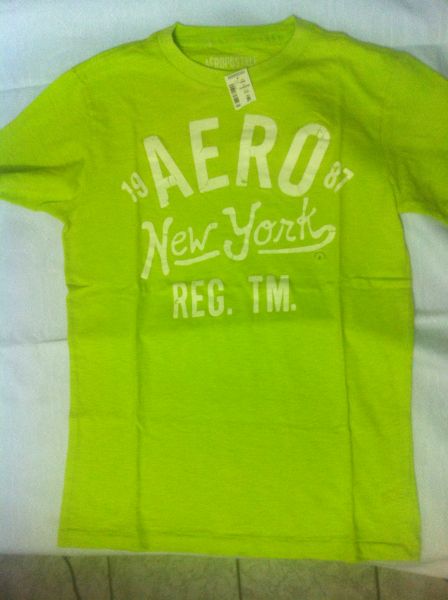 AEROPOSTALE
19 AERO 87
New York
REG. TM.